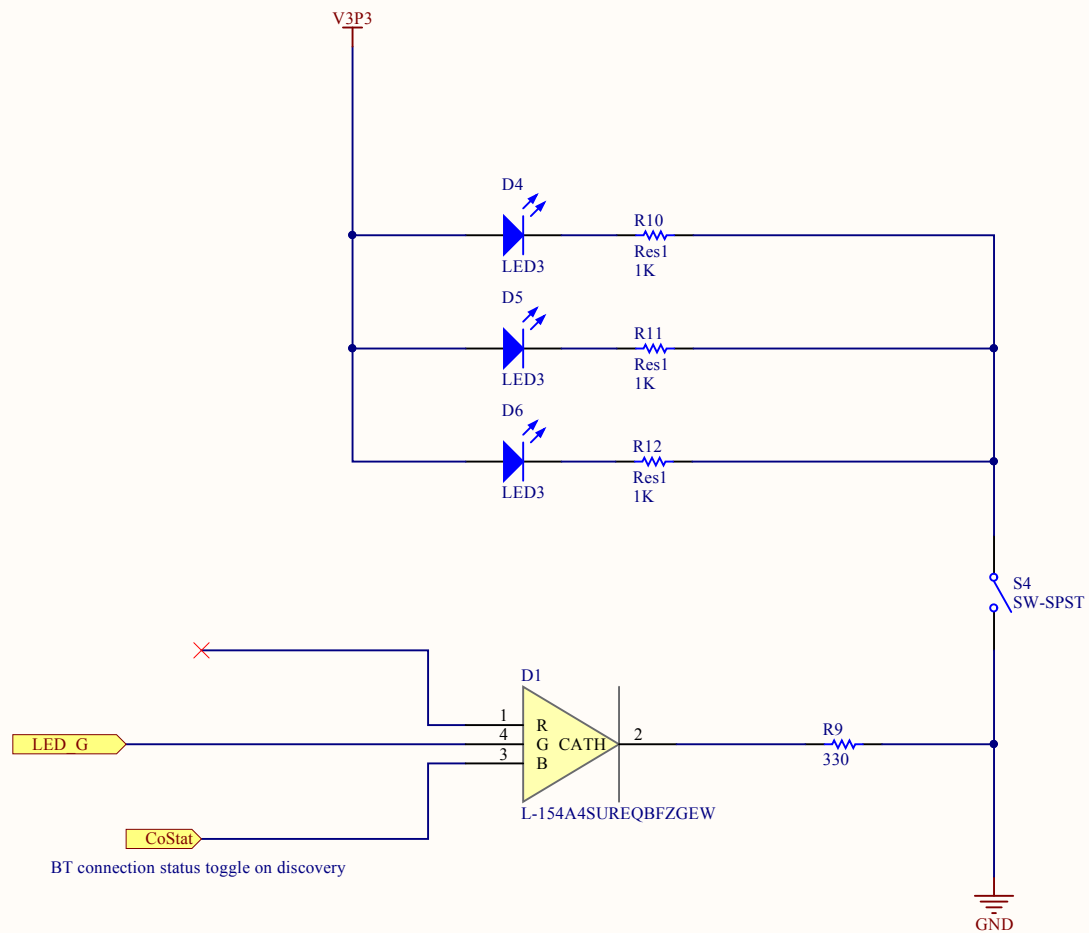 V3P3
D4
LED3
R10
Res1
1K
D5
LED3
R11
Res1
1K
D6
LED3
R12
Res1
1K
S4
SW-SPST
D1
1
R
LED_G
4
G
CATH
2
3
B
R9
330
L-154A4SUREQBFZGEW
CoStat
BT connection status toggle on discovery
GND